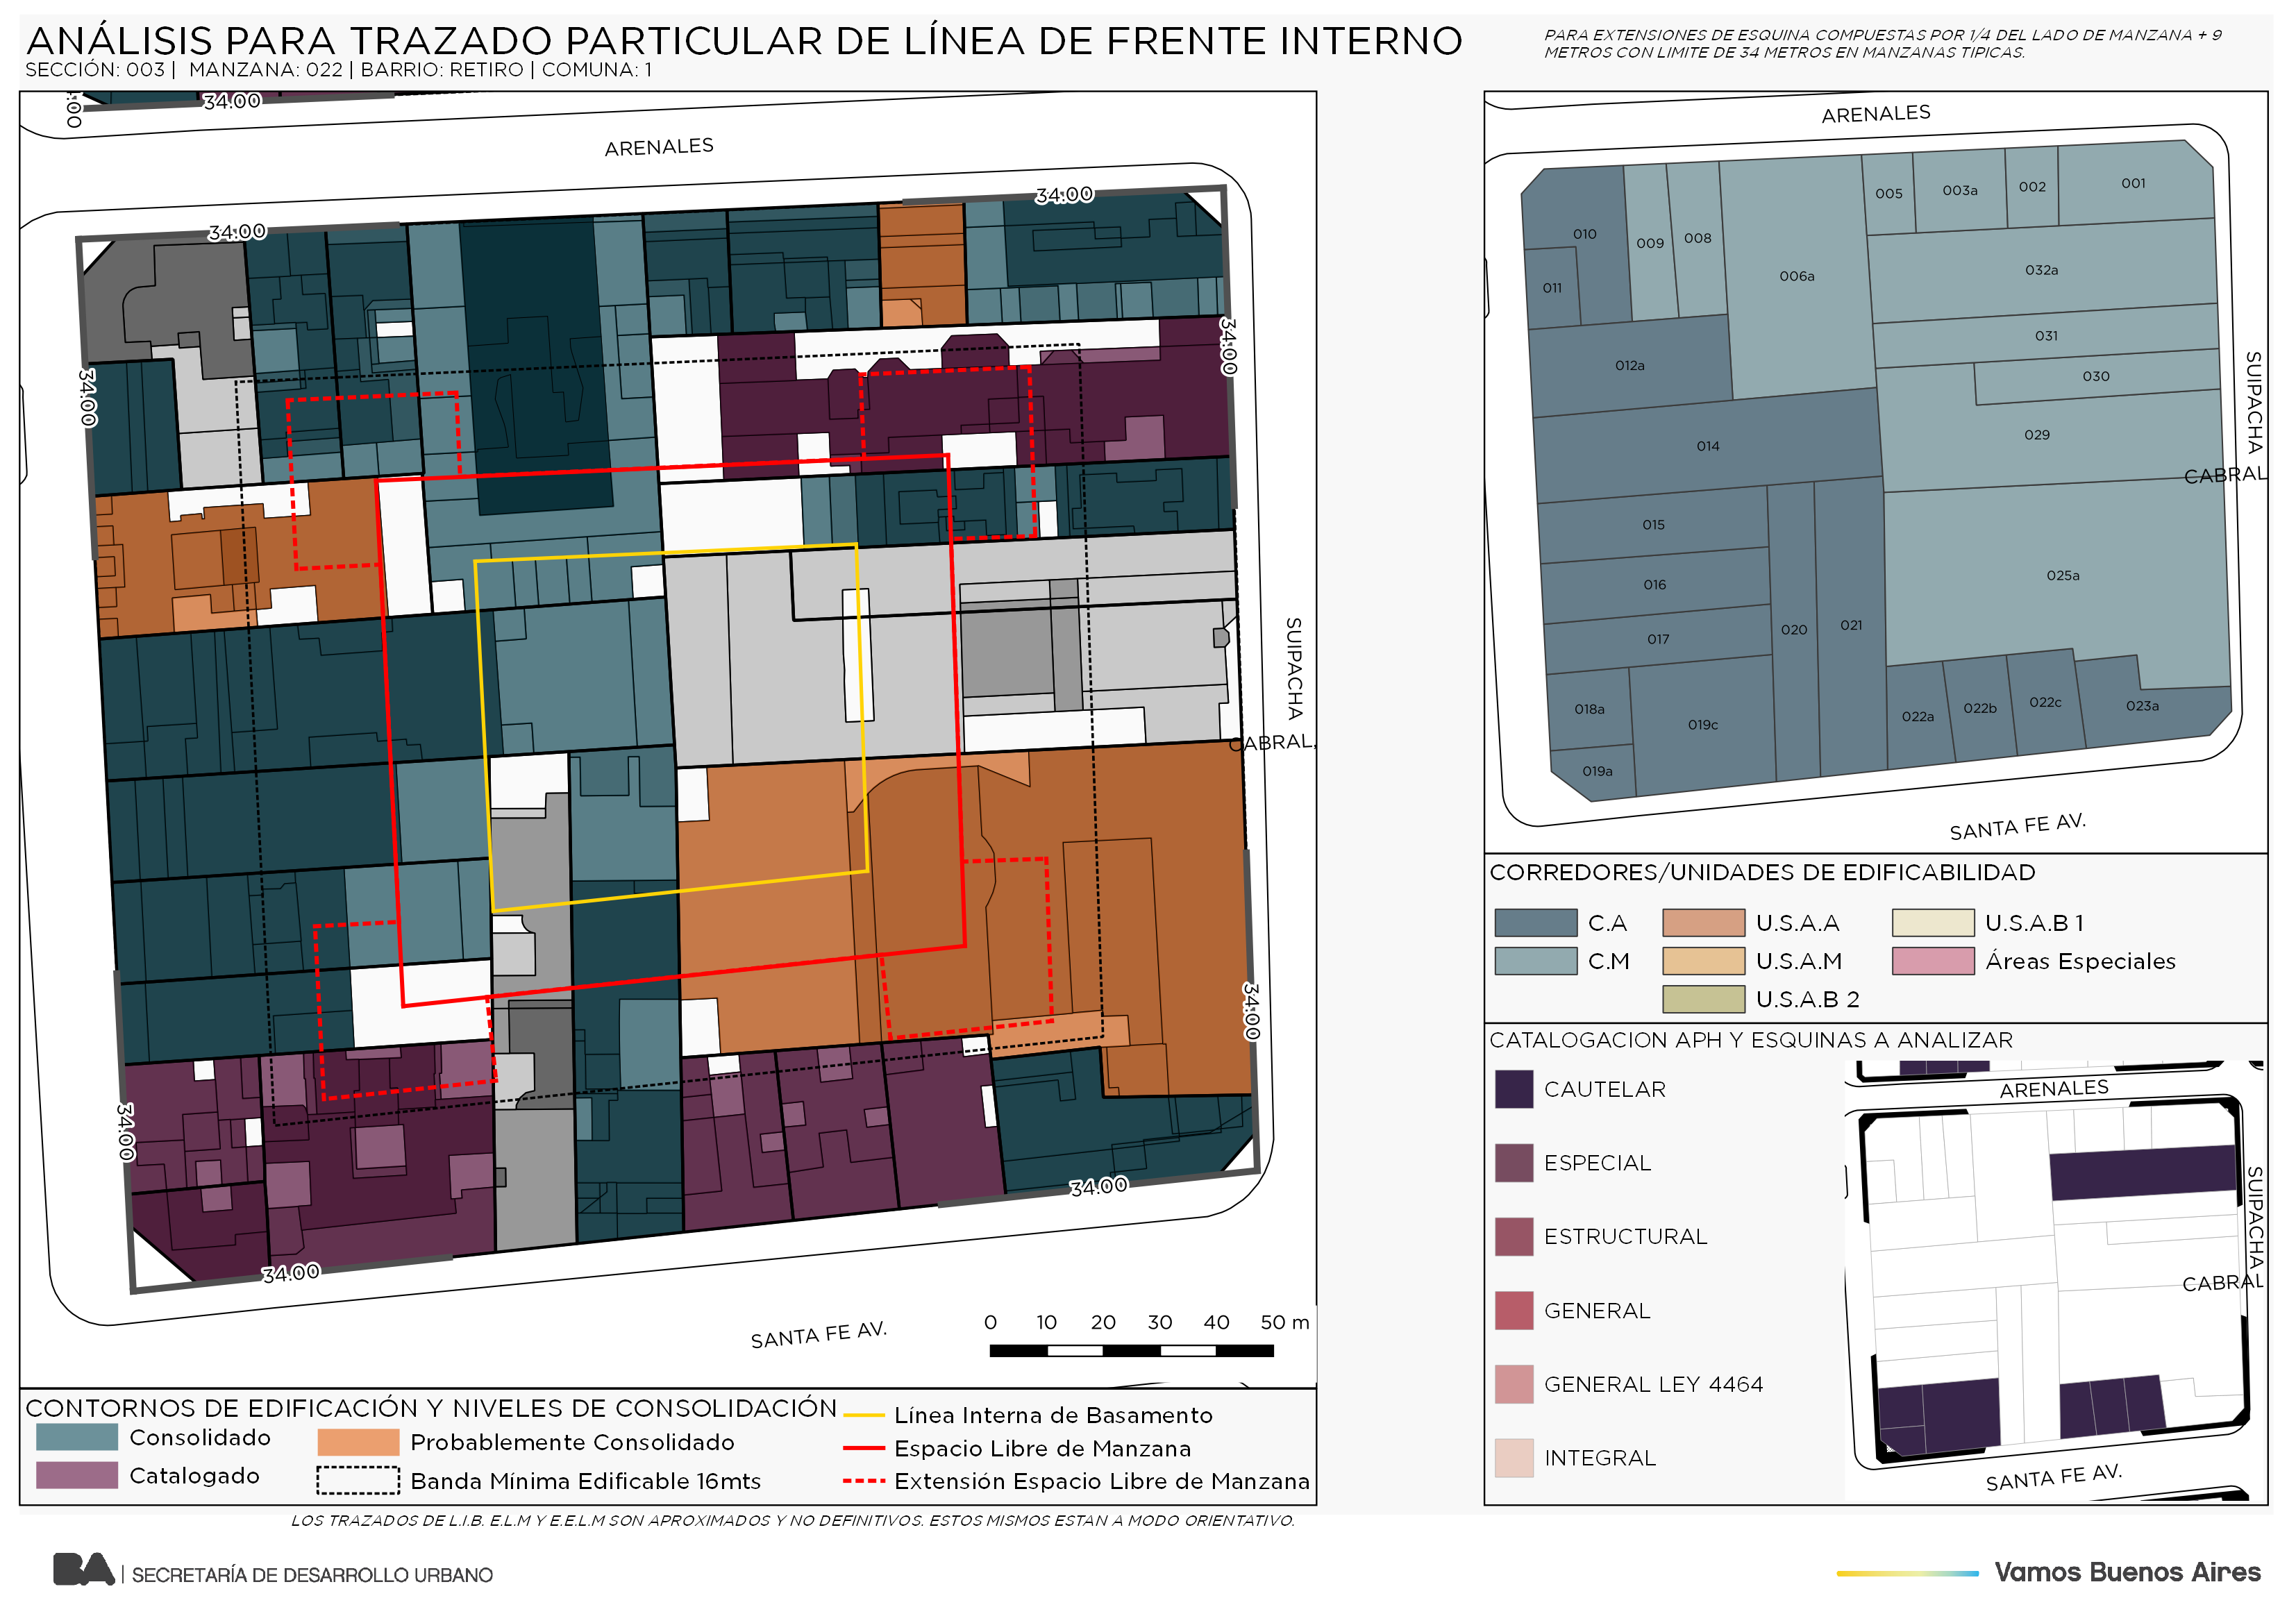 ANÁLISIS PARA TRAZADO PARTICULAR DE LÍNEA DE FRENTE INTERNO
SECCIÓN: 003 | MANZANA: 022 | BARRIO: RETIRO | COMUNA: 1
PARA EXTENSIONES DE ESQUINA COMPUESTAS POR 1/4 DEL LADO DE MANZANA + 9
METROS CON LIMITE DE 34 METROS EN MANZANAS TIPICAS.
34.00
ARENALES
34.00
34.00
34.00
34.00
SUIPACHA
CABRAL,
34.00
34.00
34.00
34.00
SANTA FE AV.
0 10 20 30 40 50 m
CONTORNOS DE EDIFICACIÓN Y NIVELES DE CONSOLIDACIÓN
Consolidado
Catalogado
Probablemente Consolidado
Banda Mínima Edificable 16mts
Línea Interna de Basamento
Espacio Libre de Manzana
Extensión Espacio Libre de Manzana
ARENALES
005
003a
002
001
010
009
008
006a
032a
011
031
012a
030
014
029
SUIPACHA
CABRAL
015
025a
016
017
020
021
018a
019c
022a
022b
022c
023a
019a
SANTA FE AV.
CORREDORES/UNIDADES DE EDIFICABILIDAD
C.A
U.S.A.A
U.S.A.B 1
C.M
U.S.A.M
Áreas Especiales
U.S.A.B 2
CATALOGACION APH Y ESQUINAS A ANALIZAR
CAUTELAR
ESPECIAL
ESTRUCTURAL
GENERAL
GENERAL LEY 4464
INTEGRAL
ARENALES
SUIPACHA
CABRAL
SANTA FE AV.
LOS TRAZADOS DE L.I.B. E.L.M Y E.E.L.M SON APROXIMADOS Y NO DEFINITIVOS. ESTOS MISMOS ESTAN A MODO ORIENTATIVO.
BA | SECRETARÍA DE DESARROLLO URBANO
Vamos Buenos Aires